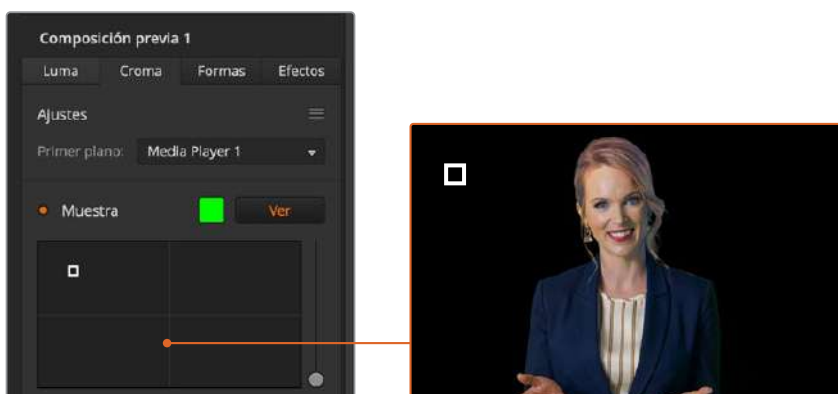 Composición previa 1
Luma Croma Formas Efectos
Ajustes
Primer plano: Media Player 1
Muestra Ver